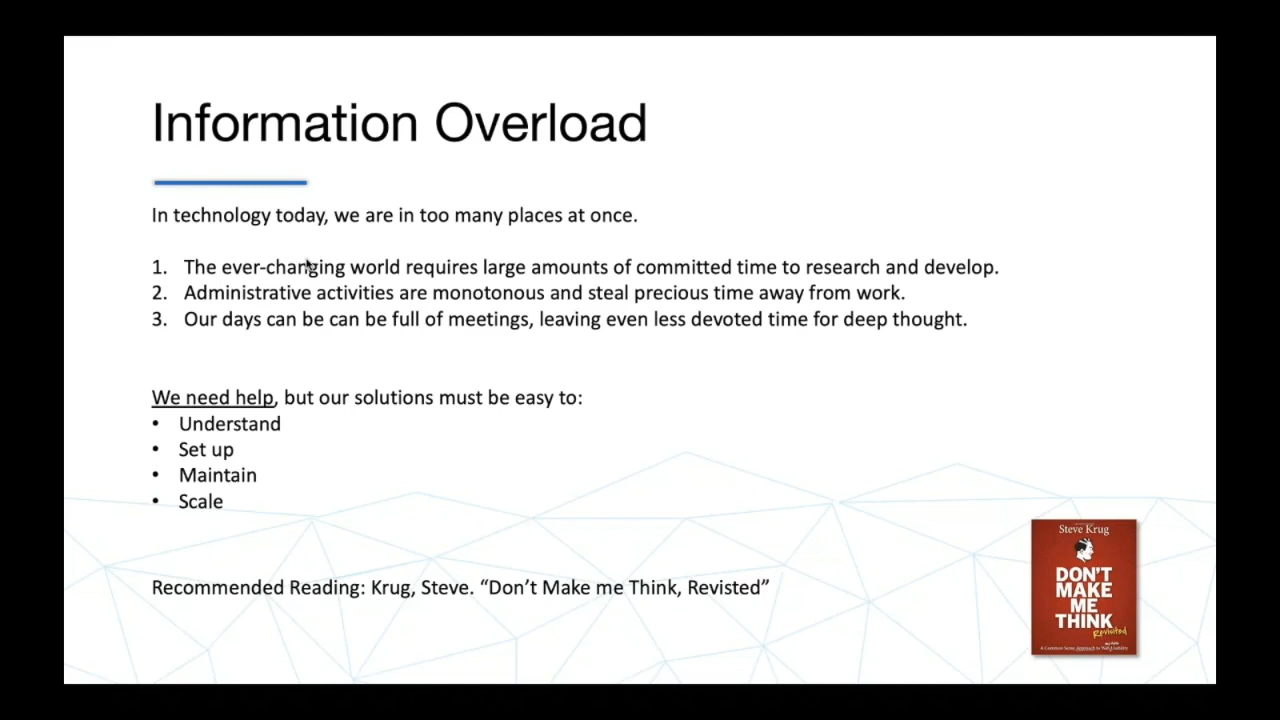 Information Overload
In technology today, we are in too many places at once.
1. The ever-changing world requires large amounts of committed time to research and develop.
2. Administrative activities are monotonous and steal precious time away from work.
3. Our days can be can be full of meetings, leaving even less devoted time for deep thought.
We need help, but our solutions must be easy to:
• Understand
• Set up
• Maintain
• Scale
Recommended Reading: Krug, Steve. “Don’t Make me Think, Revisted”
Steve Krug
DON'T
MAKE
ME
THINK
Revisited
A Common Sense Approach to Web Usability